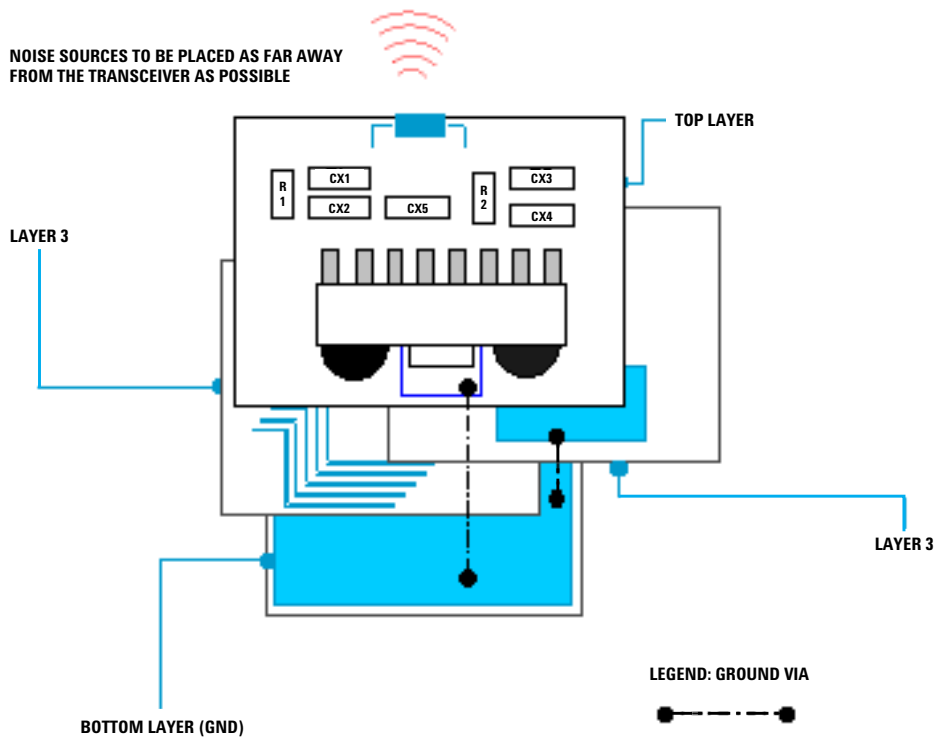 NOISE SOURCES TO BE PLACED AS FAR AWAY
FROM THE TRANSCEIVER AS POSSIBLE
TOP LAYER
R
1
CX1
CX2
CX5
R
2
CX3
CX4
LAYER 3
LAYER 3
LEGEND: GROUND VIA
BOTTOM LAYER (GND)